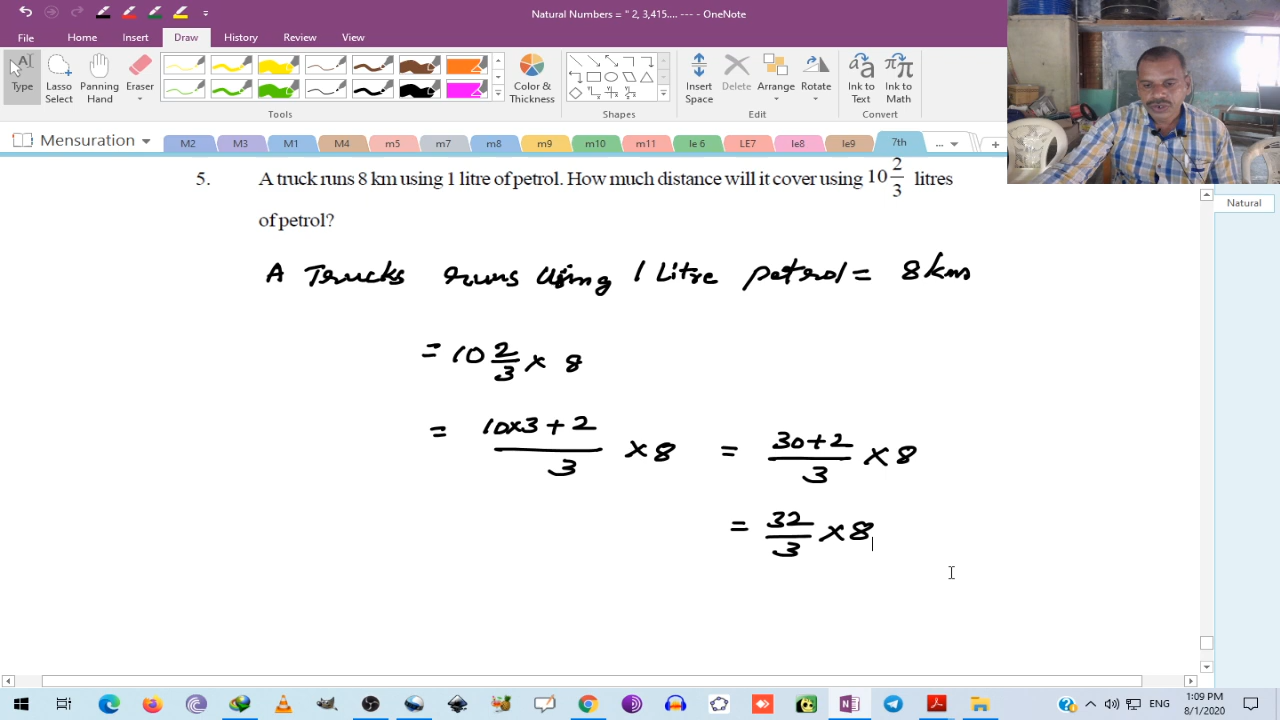 Natural Numbers = " 2, 3,415.... --- - OneNote
File Home Insert Draw History Review View
Type Lasso Select Panning Hand Eraser Color & Thickness Insert Space Delete Arrange Rotate Ink to Text Ink to Math
Tools Shapes Edit Convert
Mensuration M2 M3 M1 M4 m5 m7 m8 m9 m10 m11 le 6 LE7 le8 le9 7th ...
Natural
5. A truck runs 8 km using 1 litre of petrol. How much distance will it cover using 10 2/3 litres
of petrol?
A Trucks runs Using 1 Litre petrol = 8km
= 10 2/3 × 8
= 10×3+2/3 × 8 = 30+2/3 × 8
= 32/3 × 8
ENG 1:09 PM
8/1/2020